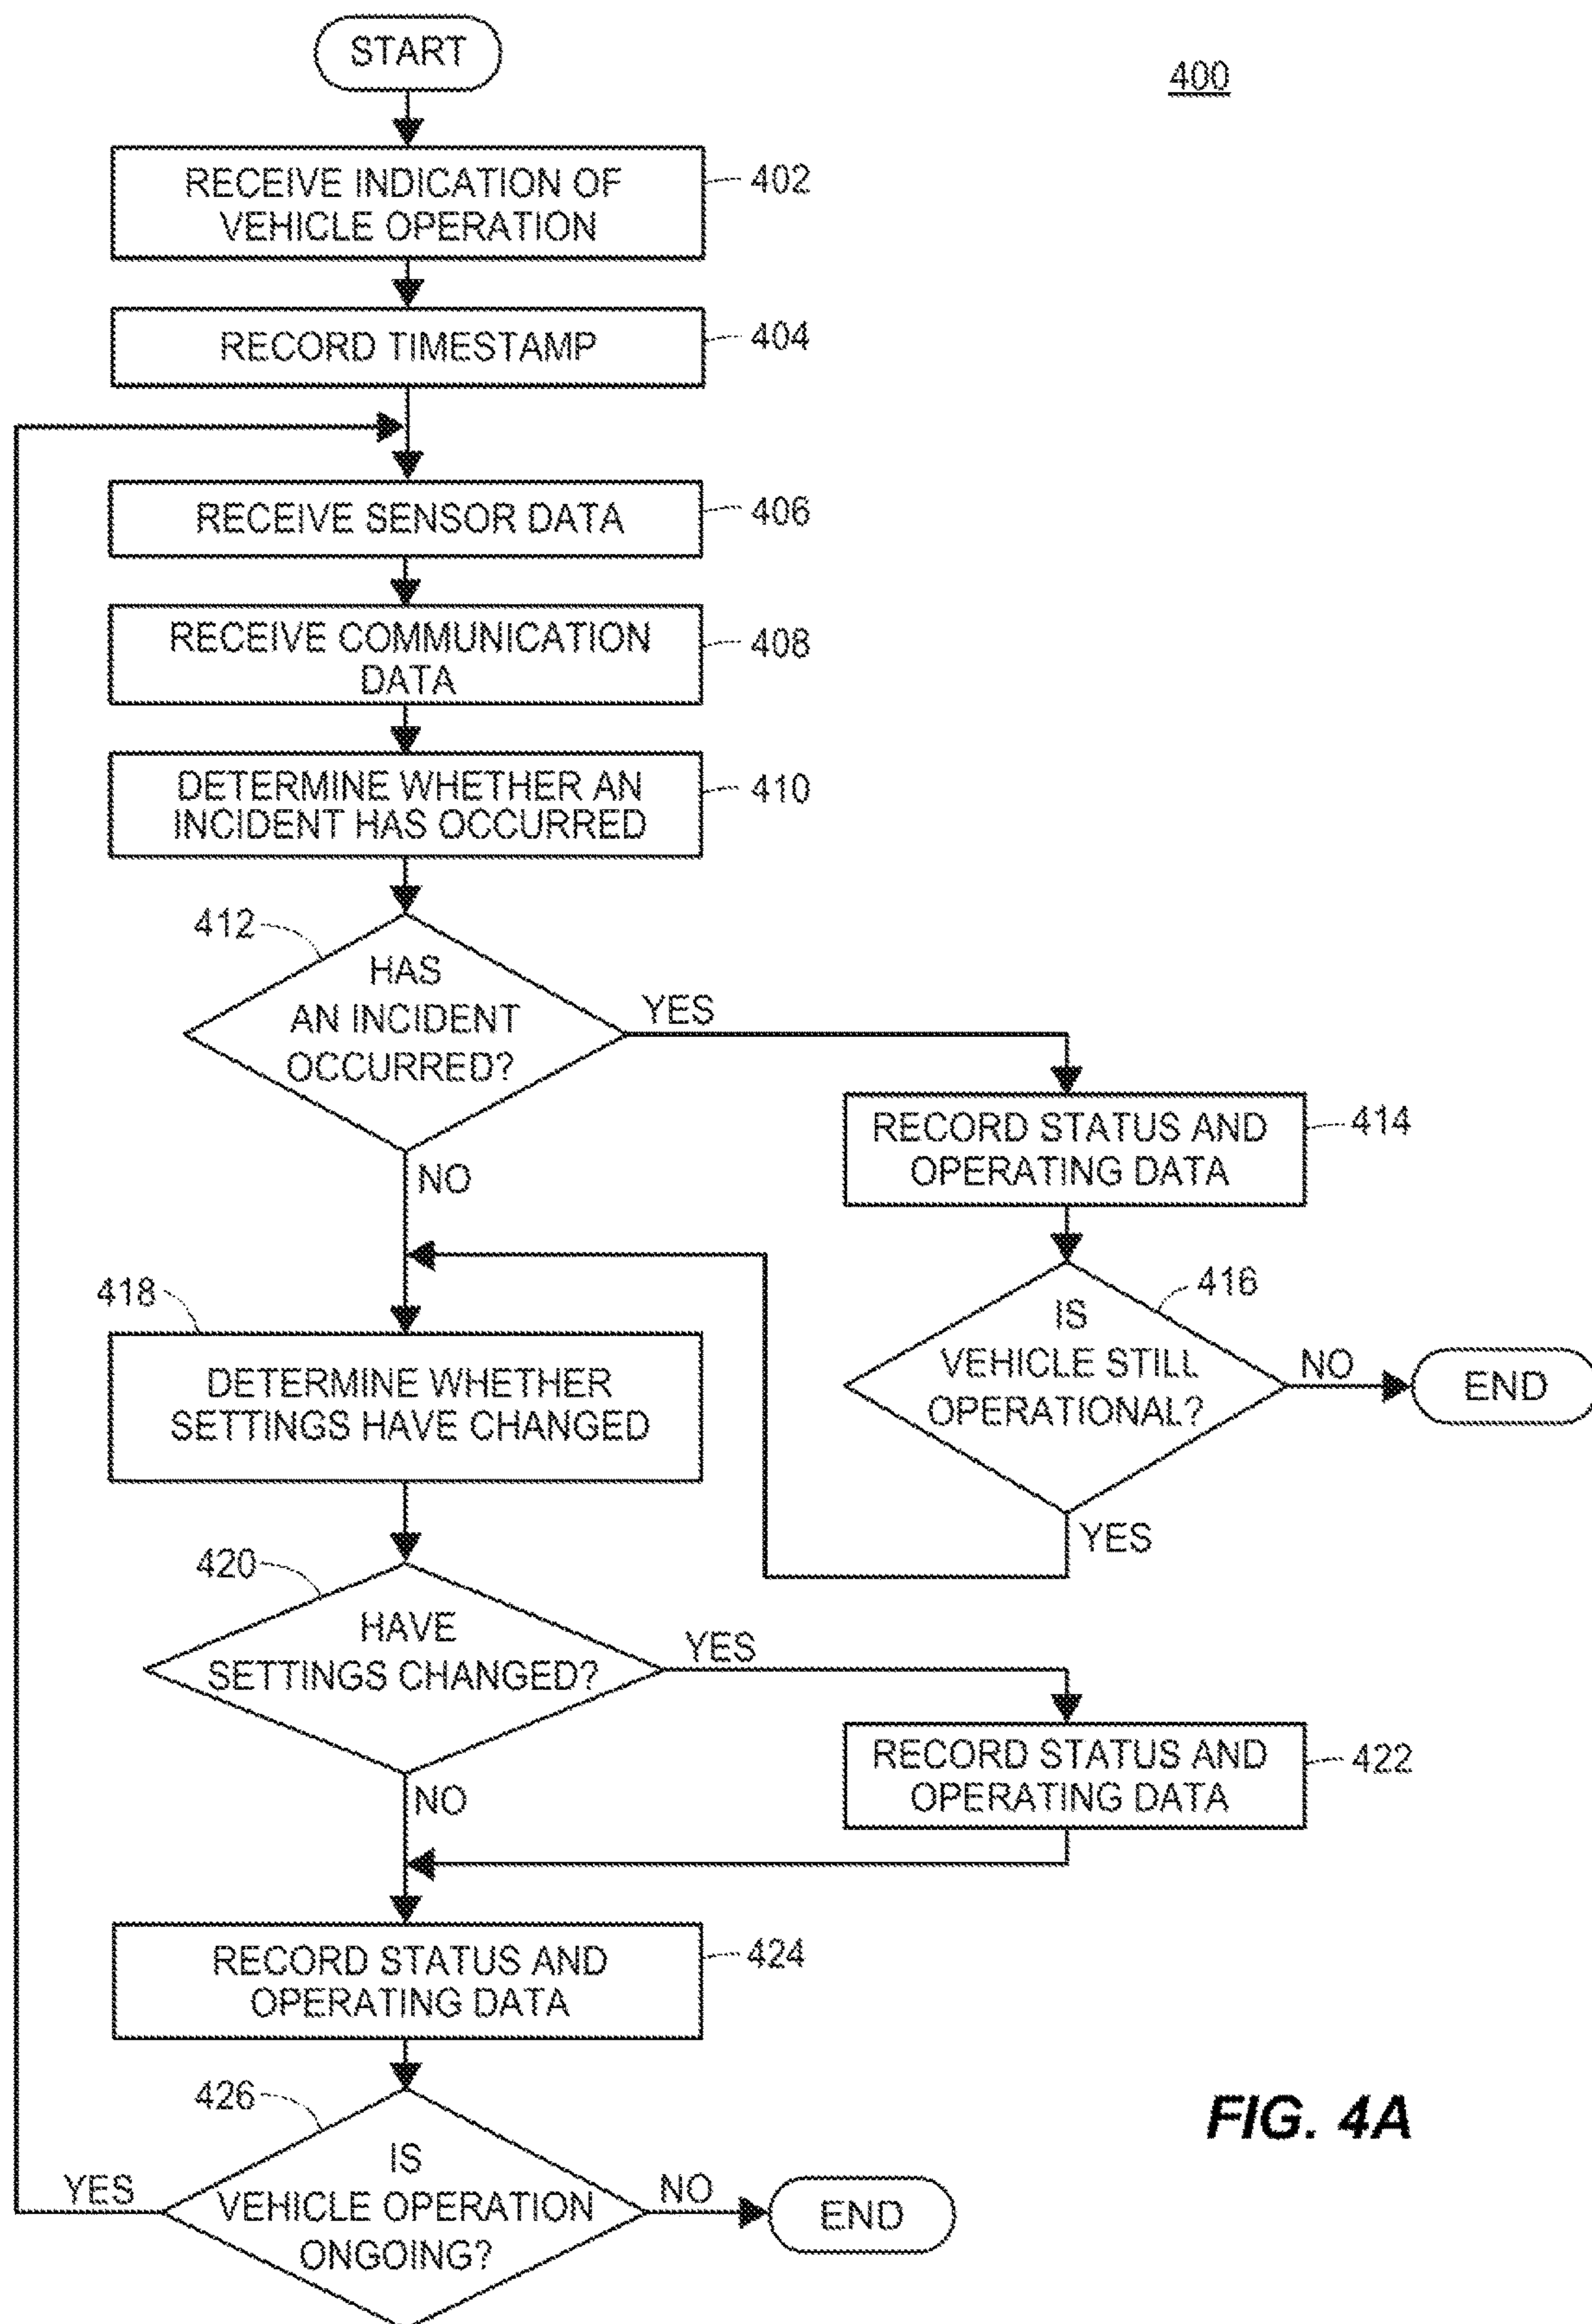 START
400
RECEIVE INDICATION OF
VEHICLE OPERATION
402
RECORD TIMESTAMP
404
RECEIVE SENSOR DATA
406
RECEIVE COMMUNICATION
DATA
408
DETERMINE WHETHER AN
INCIDENT HAS OCCURRED
410
412
HAS
AN INCIDENT
OCCURRED?
YES
NO
RECORD STATUS AND
OPERATING DATA
414
416
IS
VEHICLE STILL
OPERATIONAL?
NO
END
YES
418
DETERMINE WHETHER
SETTINGS HAVE CHANGED
420
HAVE
SETTINGS CHANGED?
YES
NO
RECORD STATUS AND
OPERATING DATA
422
RECORD STATUS AND
OPERATING DATA
424
426
IS
VEHICLE OPERATION
ONGOING?
YES
NO
END
FIG. 4A